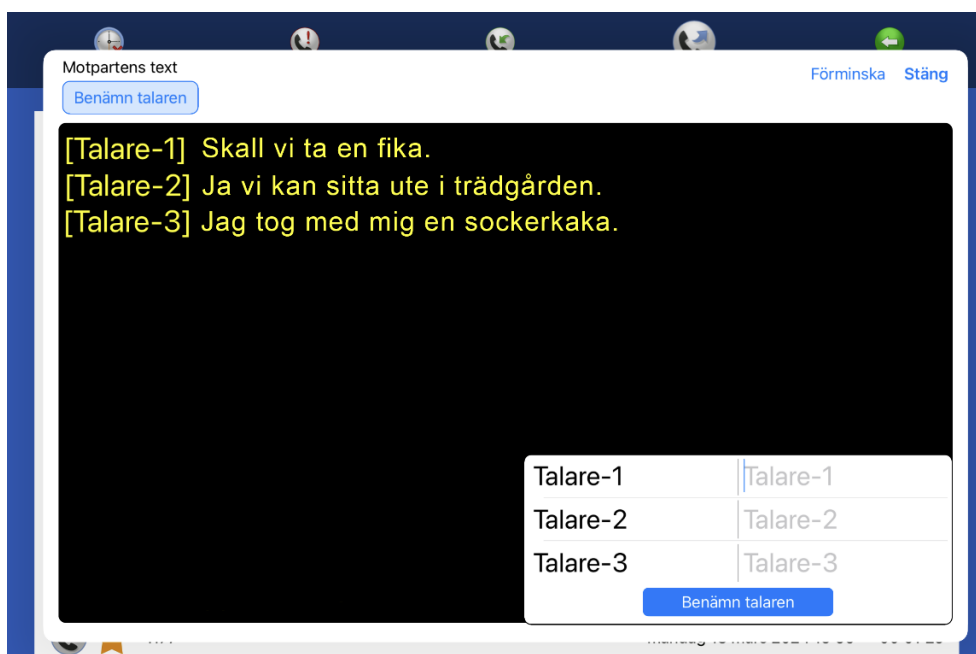 Motpartens text
Förminska Stäng
Benämn talaren
[Talare-1] Skall vi ta en fika.
[Talare-2] Ja vi kan sitta ute i trädgården.
[Talare-3] Jag tog med mig en sockerkaka.
Talare-1 Talare-1
Talare-2 Talare-2
Talare-3 Talare-3
Benämn talaren